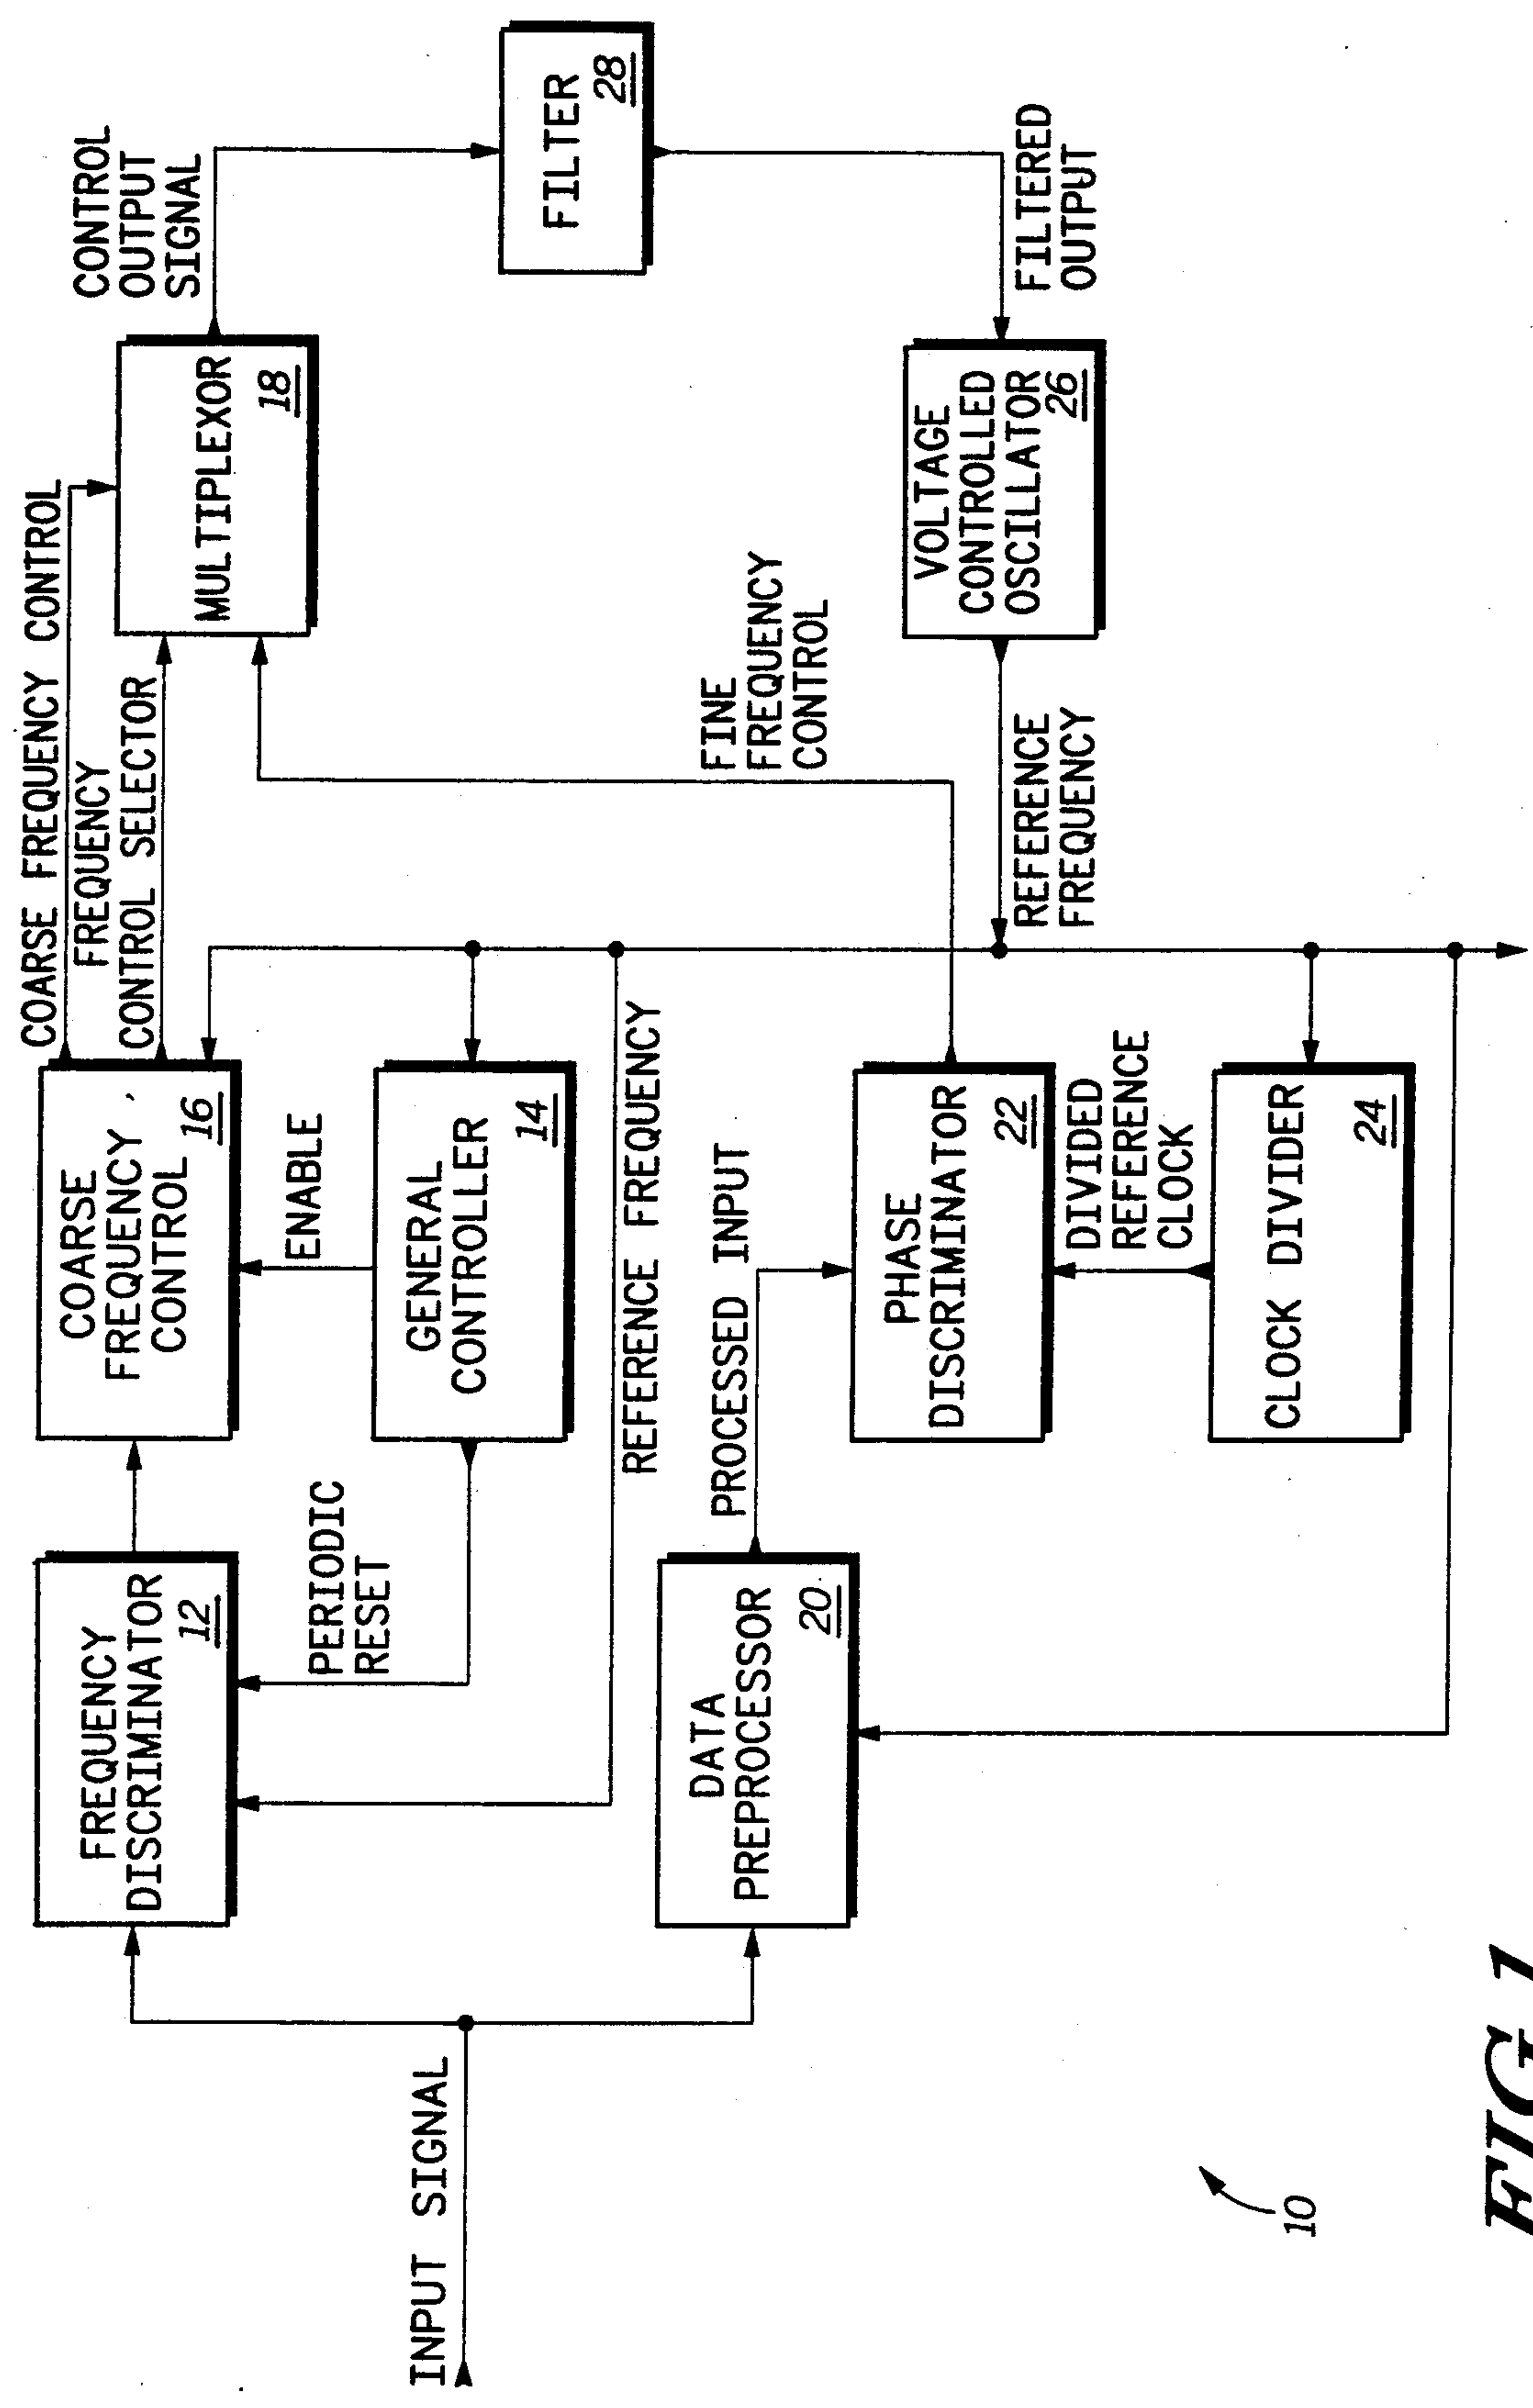 COARSE FREQUENCY CONTROL
FREQUENCY
CONTROL SELECTOR
CONTROL
OUTPUT
SIGNAL
FREQUENCY
DISCRIMINATOR
12
COARSE
FREQUENCY
CONTROL
16
MULTIPLEXOR
18
PERIODIC
RESET
ENABLE
INPUT SIGNAL
GENERAL
CONTROLLER
14
FILTER
28
REFERENCE FREQUENCY
DATA
PREPROCESSOR
20
PROCESSED INPUT
FINE
FREQUENCY
CONTROL
PHASE
DISCRIMINATOR
22
VOLTAGE
CONTROLLED
OSCILLATOR
26
REFERENCE
FREQUENCY
FILTERED
OUTPUT
DIVIDED
REFERENCE
CLOCK
CLOCK DIVIDER
24
10
FIG.1